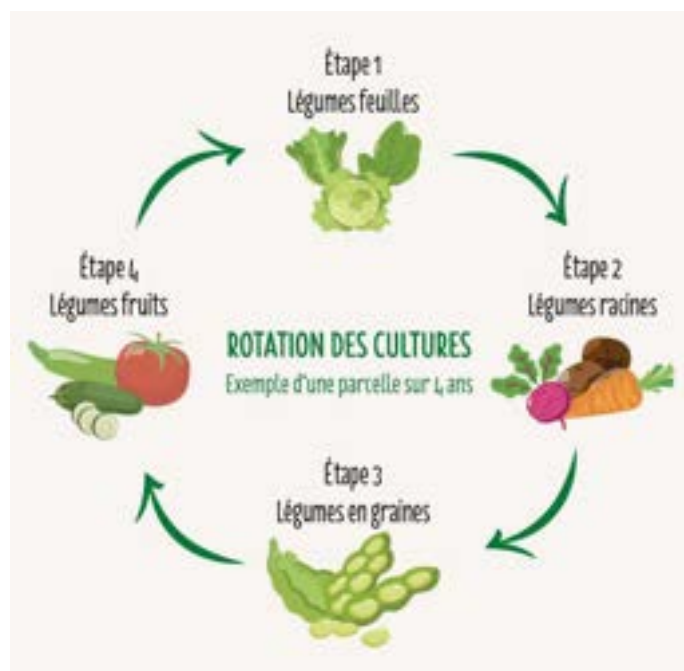 Étape 1
Légumes feuilles
Étape 4
Légumes fruits
Étape 2
Légumes racines
ROTATION DES CULTURES
Exemple d'une parcelle sur 4 ans
Étape 3
Légumes en graines